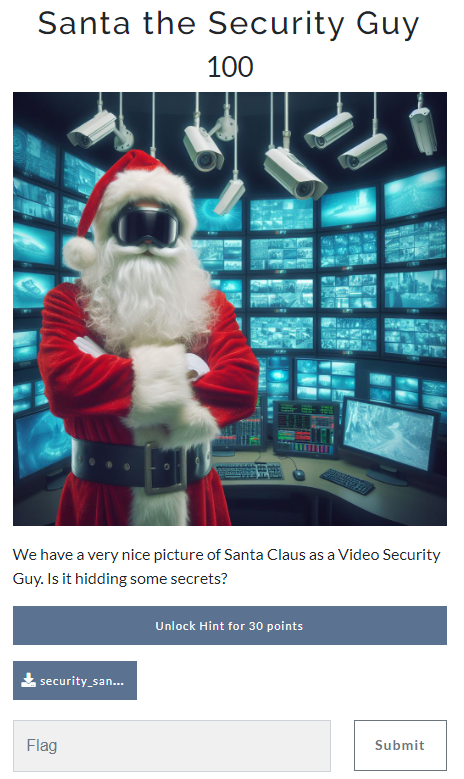 Santa the Security Guy
100
We have a very nice picture of Santa Claus as a Video Security
Guy. Is it hidding some secrets?
Unlock Hint for 30 points
security_san...
Flag
Submit